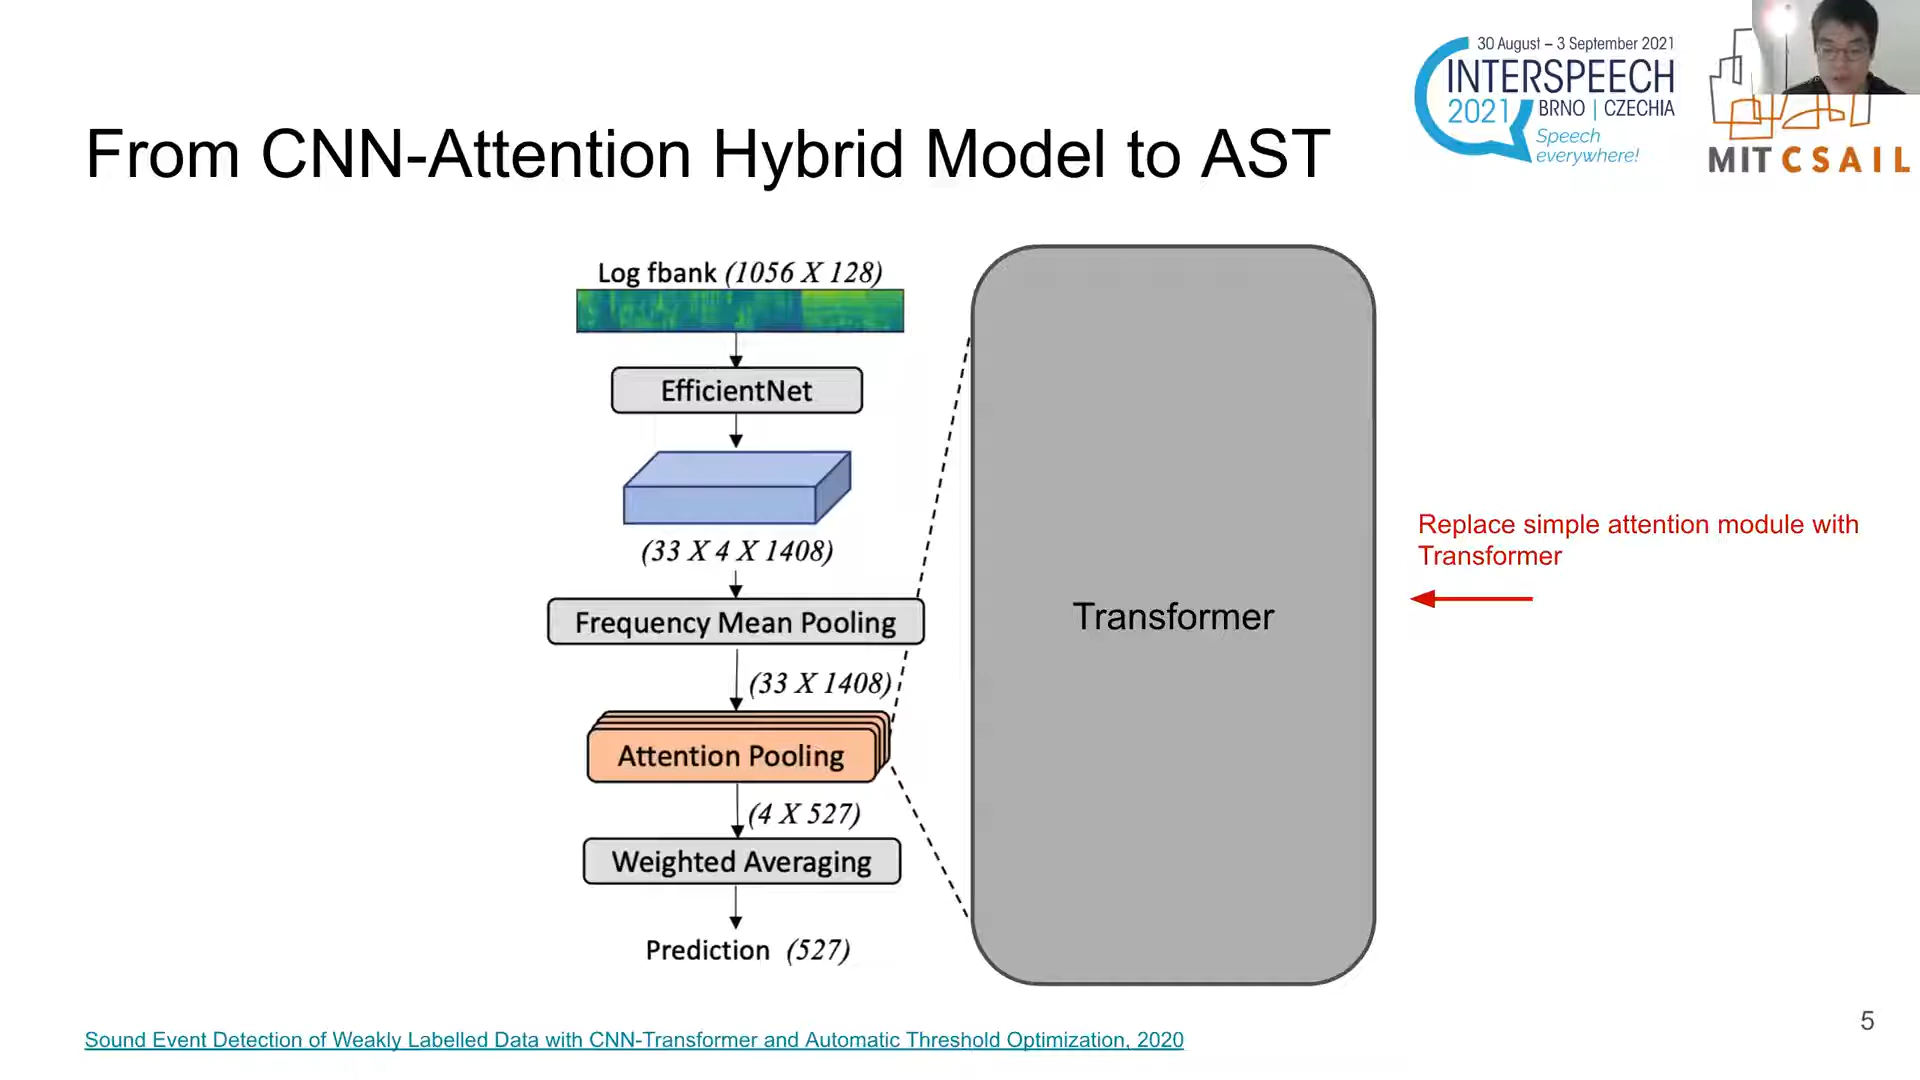 30 August – 3 September 2021
INTERSPEECH
2021 BRNO | CZECHIA
Speech
everywhere!
MIT CSAIL
From CNN-Attention Hybrid Model to AST
Log fbank (1056 X 128)
EfficientNet
(33 X 4 X 1408)
Frequency Mean Pooling
(33 X 1408)
Attention Pooling
(4 X 527)
Weighted Averaging
Prediction (527)
Transformer
Replace simple attention module with
Transformer
Sound Event Detection of Weakly Labelled Data with CNN-Transformer and Automatic Threshold Optimization, 2020
5